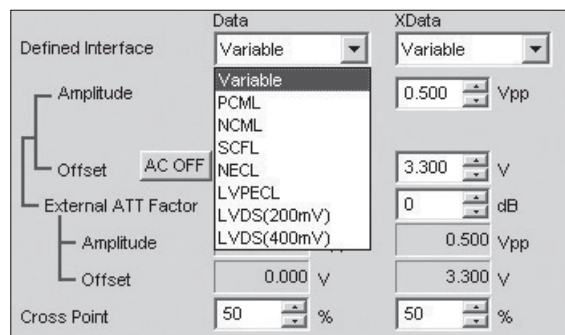 Data XData
Defined Interface Variable Variable
Variable
Amplitude PCML 0.500 Vpp
NCML
SCFL
Offset AC OFF NECL 3.300 V
External ATT Factor LVPECL 0 dB
LVDS(200mV)
Amplitude LVDS(400mV) 0.500 Vpp
Offset 0.000 V 3.300 V
Cross Point 50 % 50 %